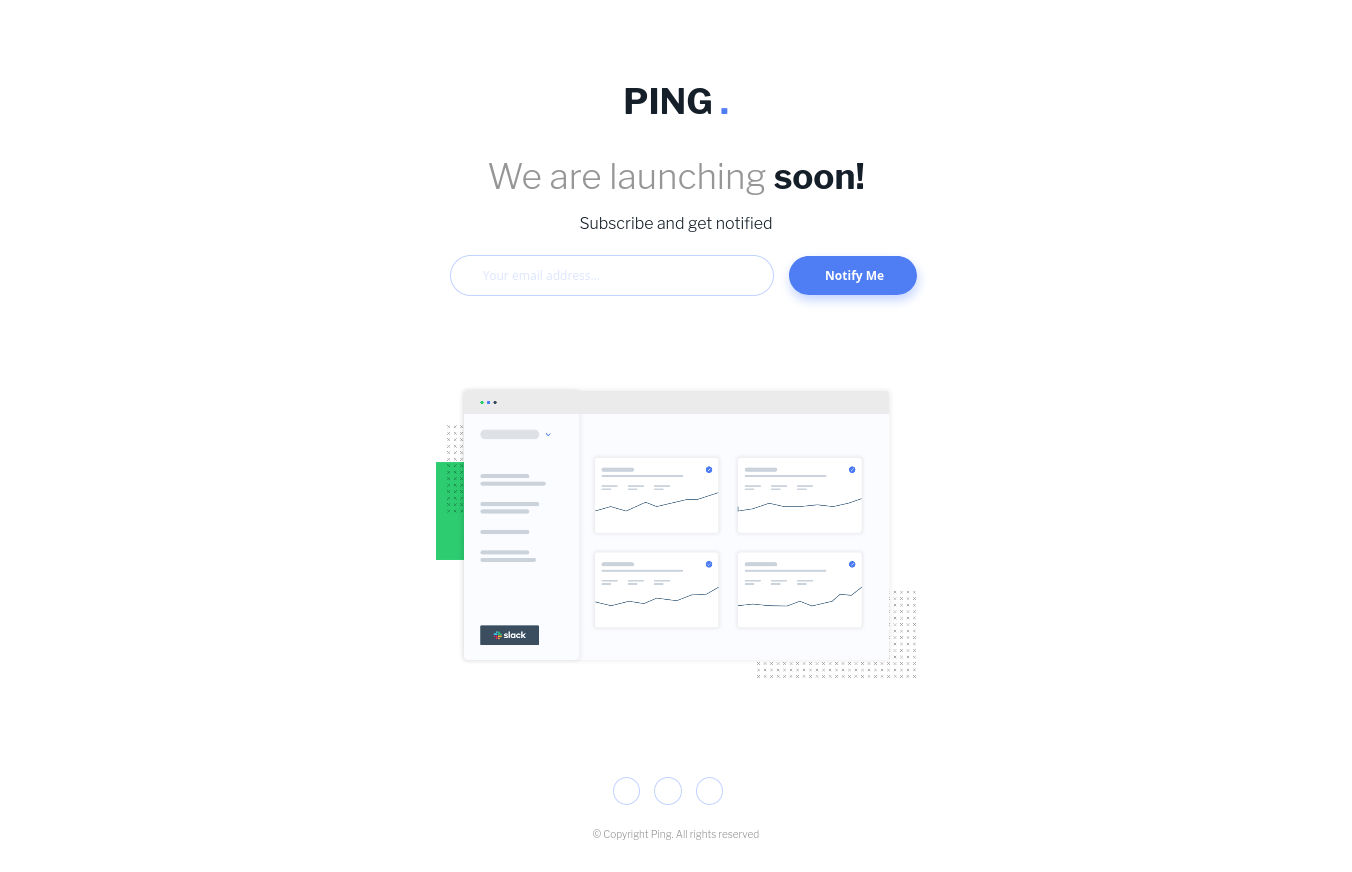 PING .
We are launching soon!
Subscribe and get notified
Your email address...
Notify Me
slack
© Copyright Ping. All rights reserved